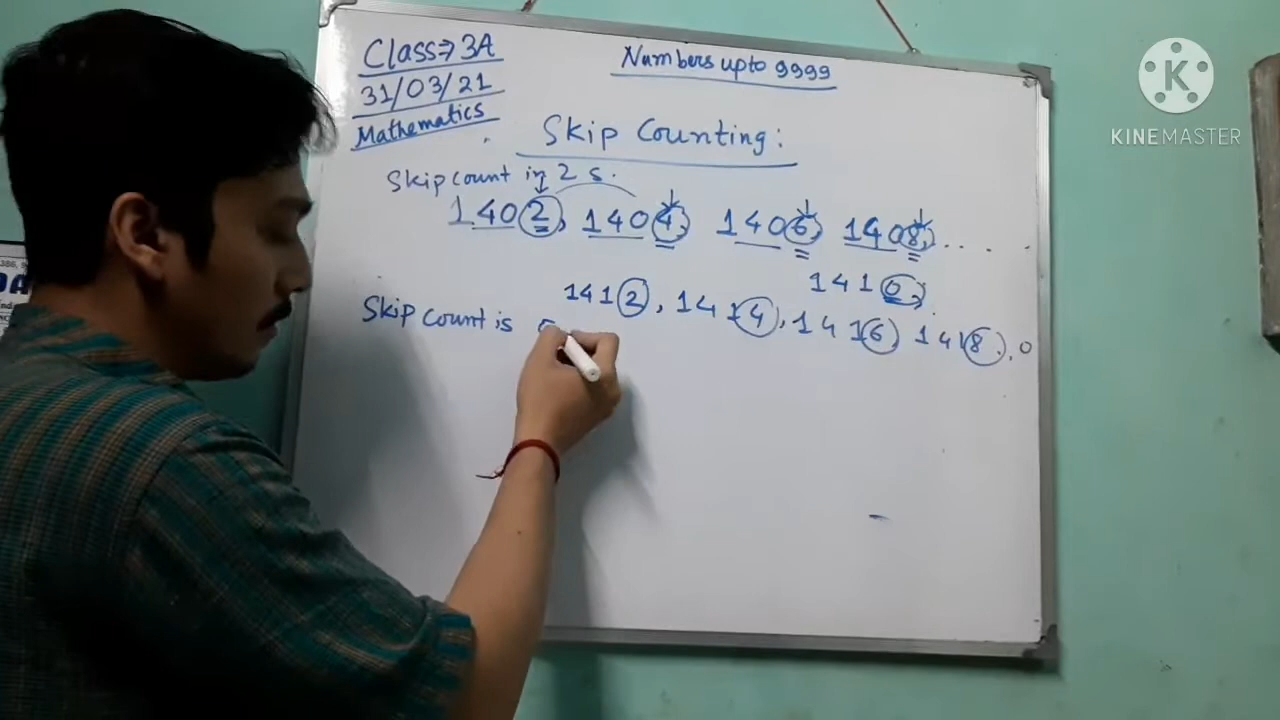 Class⇒ 3A
31/03/21
Mathematics
Numbers upto 9999
Skip Counting:
Skip count in 2 s.
1402, 1404, 1406, 1408, ....
1410,
1412, 1414, 1416 1418,
Skip count is
K
KINEMASTER